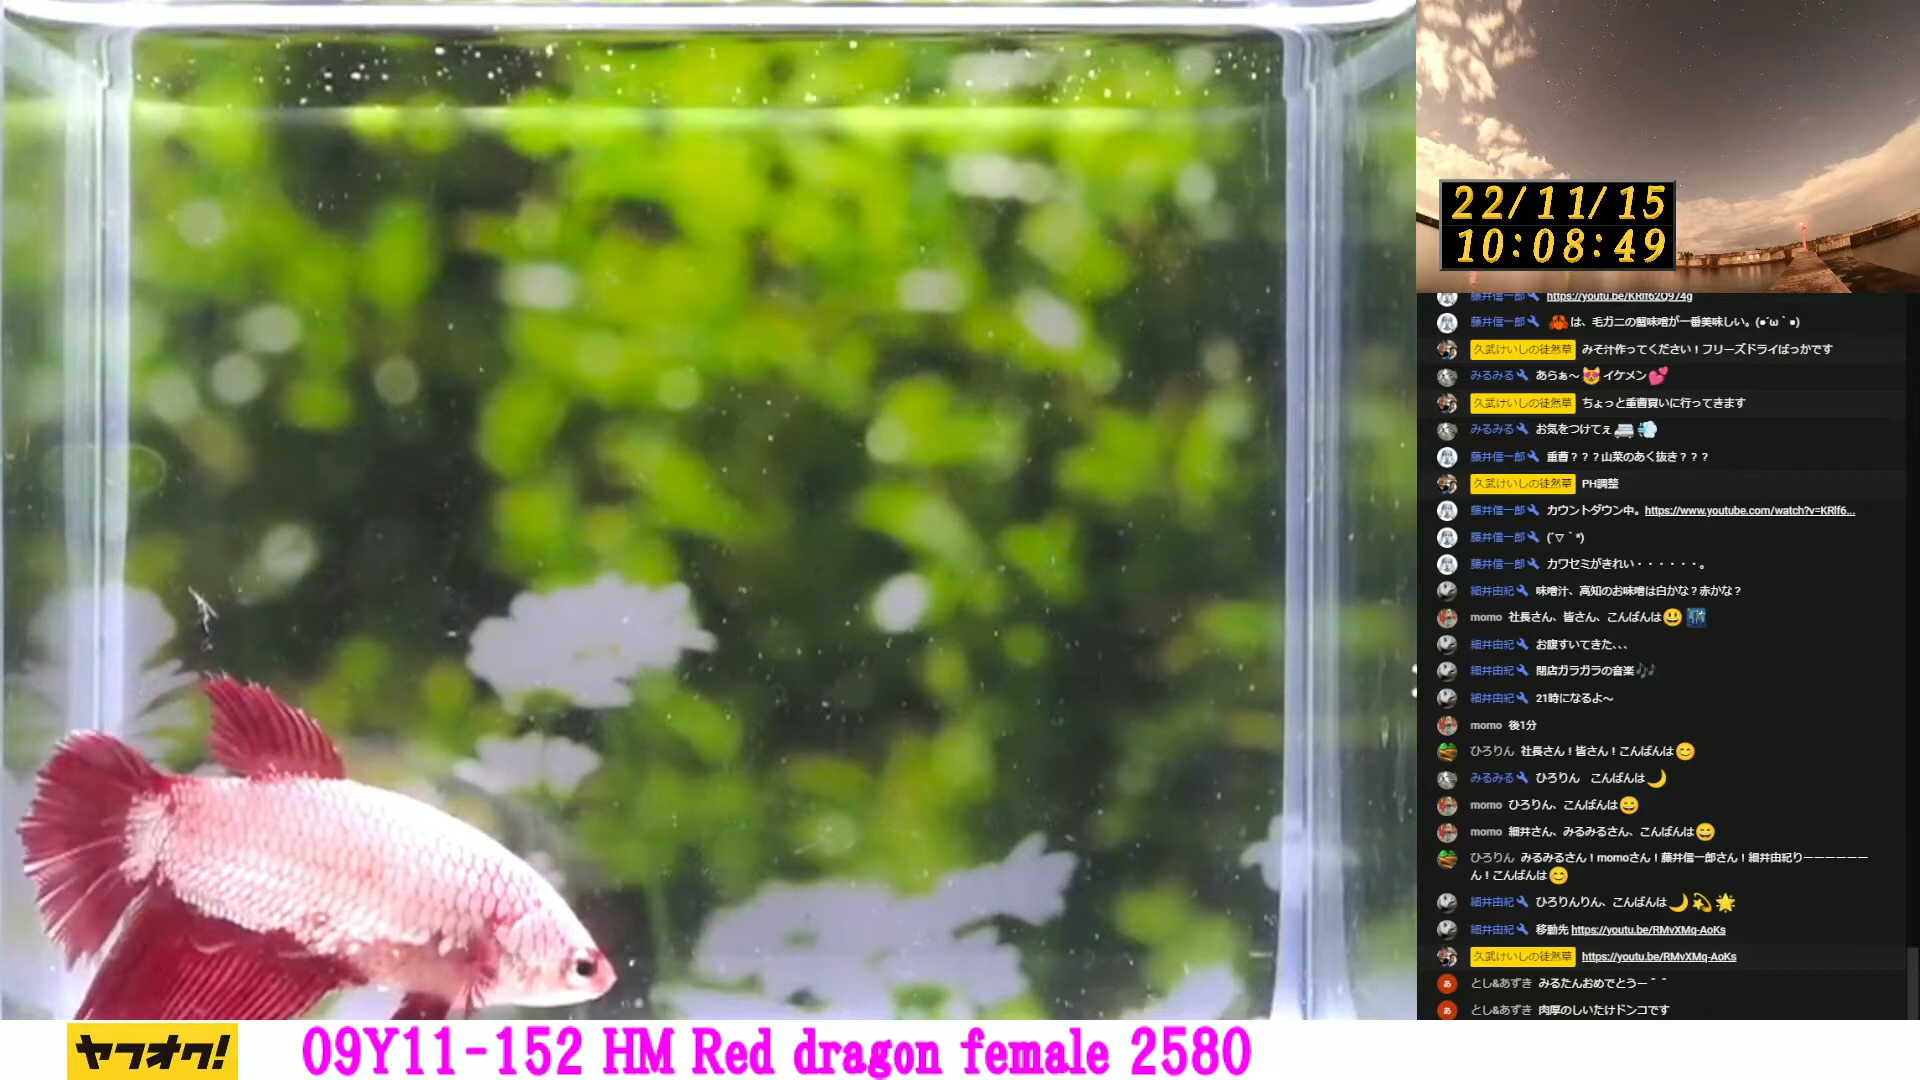 22/11/15
10:08:49
藤井信一郎 https://youtu.be/KRlf62Q974g
藤井信一郎 🦀は、毛ガニの蟹味噌が一番美味しい。(●´ω｀●)
久武けいしの徒然草 みそ汁作ってください！フリーズドライばっかです
みるみる あらぁ～😻イケメン💕
久武けいしの徒然草 ちょっと重曹買いに行ってきます
みるみる お気をつけてぇ🚐💨
藤井信一郎 重曹？？？山菜のあく抜き？？？
久武けいしの徒然草 PH調整
藤井信一郎 カウントダウン中。https://www.youtube.com/watch?v=KRlf6...
藤井信一郎 (´▽｀*)
藤井信一郎 カワセミがきれい・・・・・・。
細井由紀 味噌汁、高知のお味噌は白かな？赤かな？
momo 社長さん、皆さん、こんばんは😃🌃
細井由紀 お腹すいてきた､､､
細井由紀 閉店ガラガラの音楽🎶
細井由紀 21時になるよ～
momo 後1分
ひろりん 社長さん！皆さん！こんばんは😊
みるみる ひろりん　こんばんは🌙
momo ひろりん、こんばんは😄
momo 細井さん、みるみるさん、こんばんは😄
ひろりん みるみるさん！momoさん！藤井信一郎さん！細井由紀りーーーーーー
ん！こんばんは😊
細井由紀 ひろりんりん、こんばんは🌙💫🌟
細井由紀 移動先 https://youtu.be/RMvXMq-AoKs
久武けいしの徒然草 https://youtu.be/RMvXMq-AoKs
あ とし&あずき みるたんおめでとうー＾＾
あ とし&あずき 肉厚のしいたけドンコです
ヤフオク! 09Y11-152 HM Red dragon female 2580